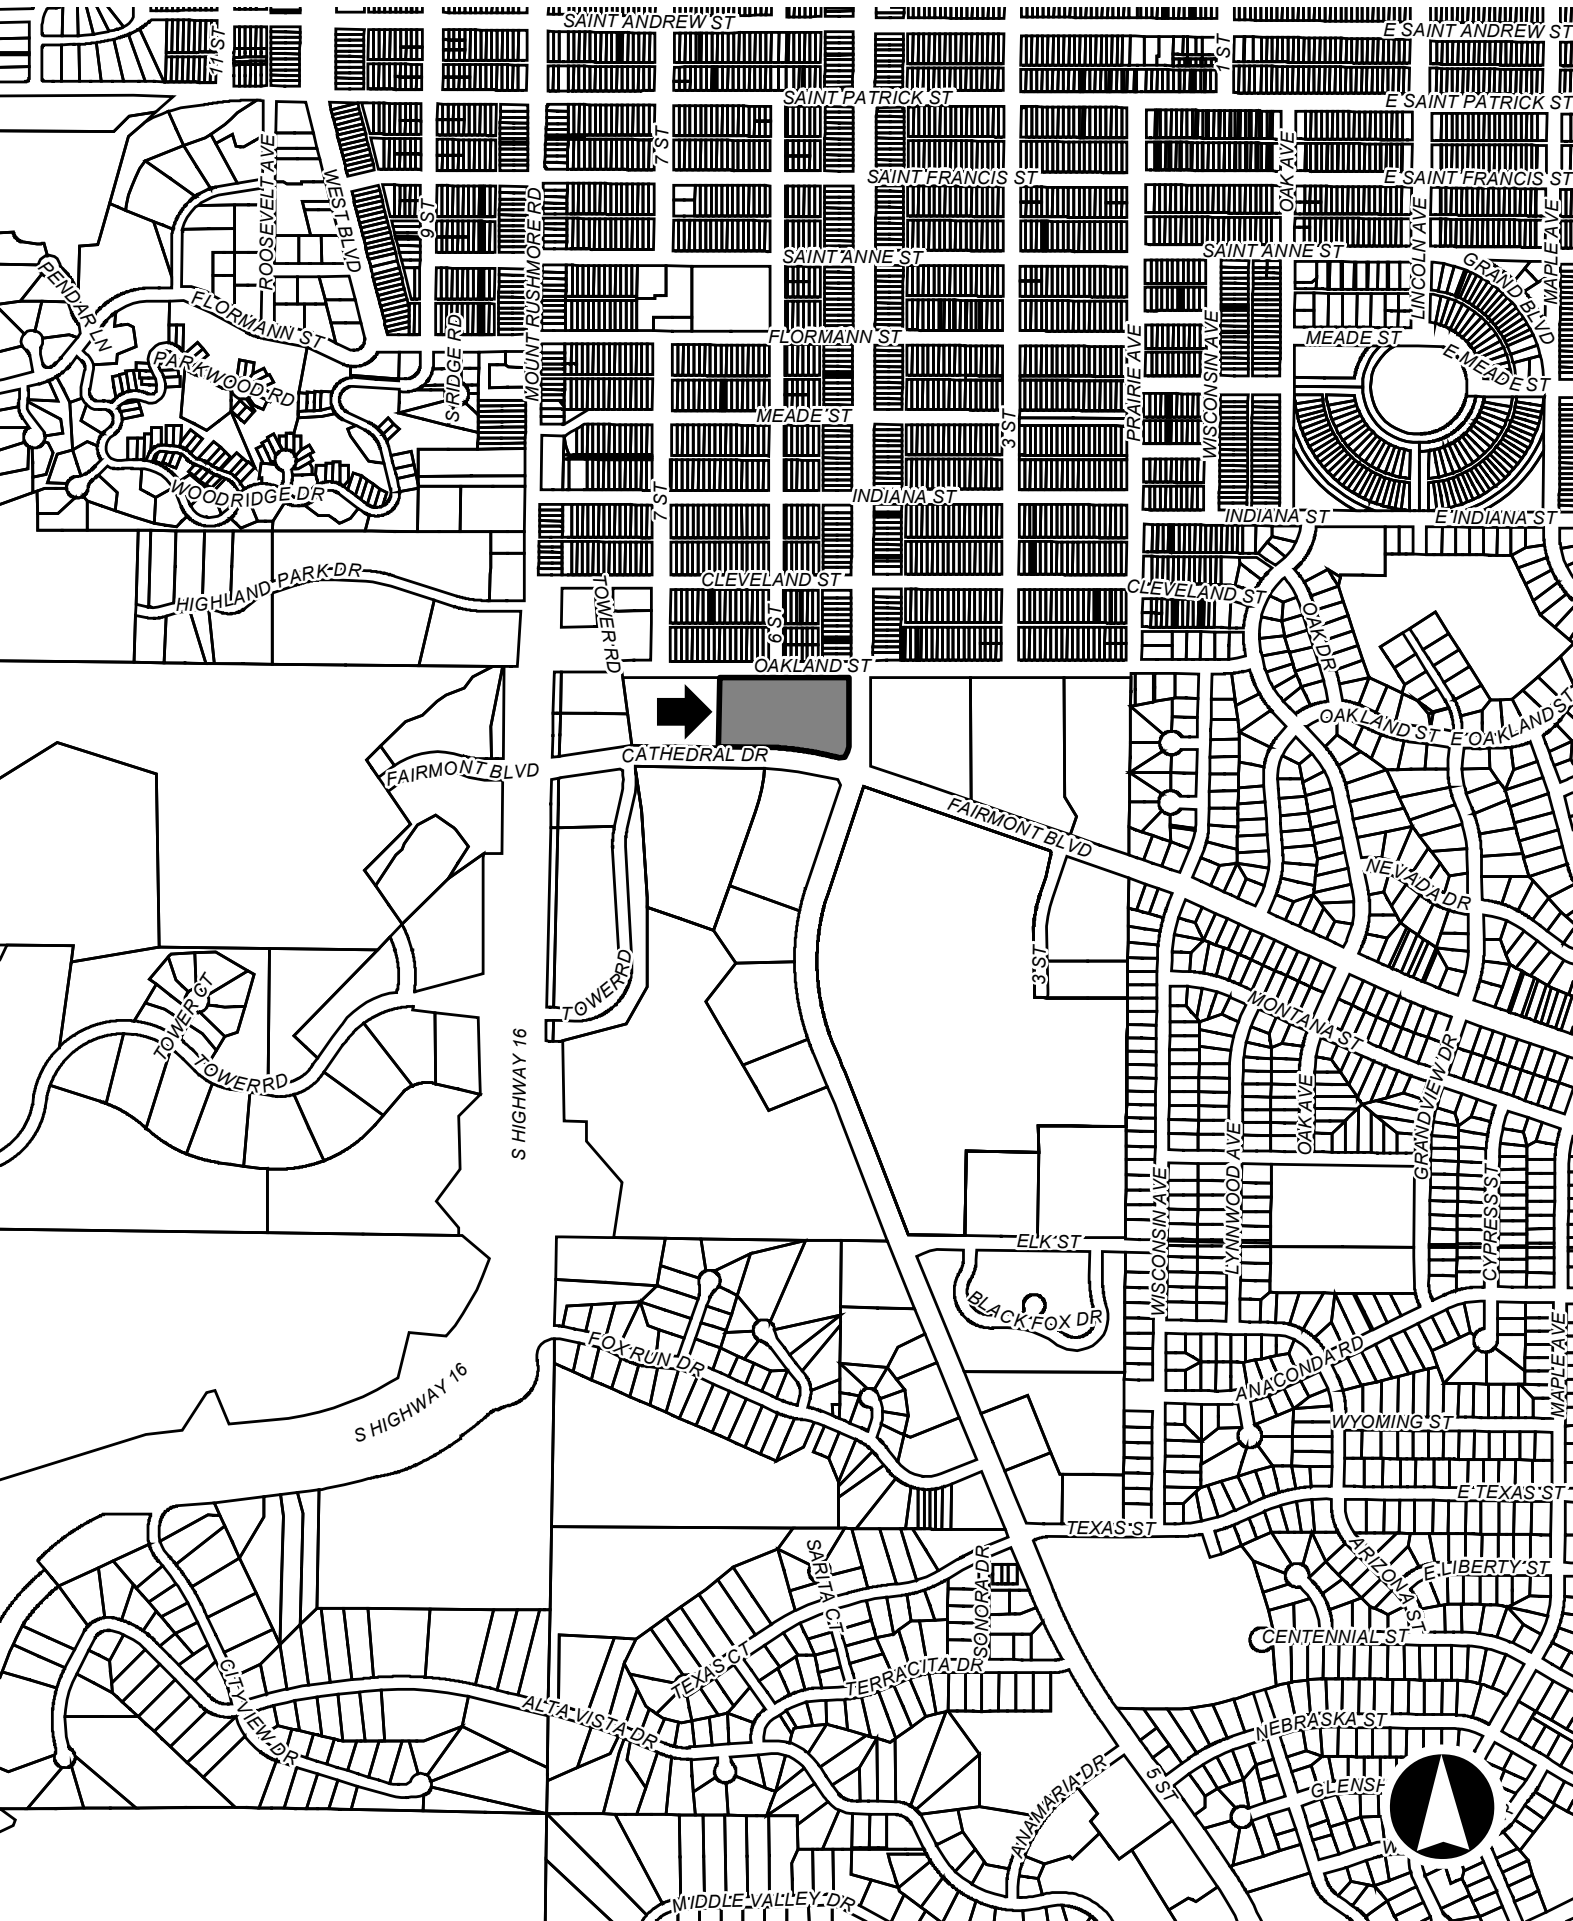 SAINT ANDREW ST
E SAINT ANDREW ST
11 ST
1 ST
SAINT PATRICK ST
E SAINT PATRICK ST
ROOSEVELT AVE
WEST BLVD
7 ST
OAK AVE
SAINT FRANCIS ST
E SAINT FRANCIS ST
9 ST
MOUNT RUSHMORE RD
LINCOLN AVE
MAPLE AVE
SAINT ANNE ST
SAINT ANNE ST
GRAND BLVD
PENDAR LN
FLORMANN ST
FLORMANN ST
MEADE ST
E MEADE ST
PARKWOOD RD
S RIDGE RD
PRAIRIE AVE
WISCONSIN AVE
MEADE ST
3 ST
WOODRIDGE DR
7 ST
INDIANA ST
INDIANA ST
E INDIANA ST
HIGHLAND PARK DR
CLEVELAND ST
CLEVELAND ST
TOWER RD
6 ST
OAK DR
OAKLAND ST
OAKLAND ST
E OAKLAND ST
CATHEDRAL DR
FAIRMONT BLVD
FAIRMONT BLVD
NEVADA DR
3 ST
TOWER RD
TOWER CT
TOWER RD
MONTANA ST
S HIGHWAY 16
GRANDVIEW DR
OAK AVE
LYNNWOOD AVE
WISCONSIN AVE
CYPRESS ST
ELK ST
BLACK FOX DR
FOX RUN DR
ANACONDA RD
MAPLE AVE
S HIGHWAY 16
WYOMING ST
E TEXAS ST
TEXAS ST
SARITA CT
SONORA DR
ARIZONA ST
E LIBERTY ST
CENTENNIAL ST
TEXAS CT
TERRACITA DR
CITY VIEW DR
ALTA VISTA DR
NEBRASKA ST
ANAMARIA DR
5 ST
GLENSH
W
MIDDLE VALLEY DR